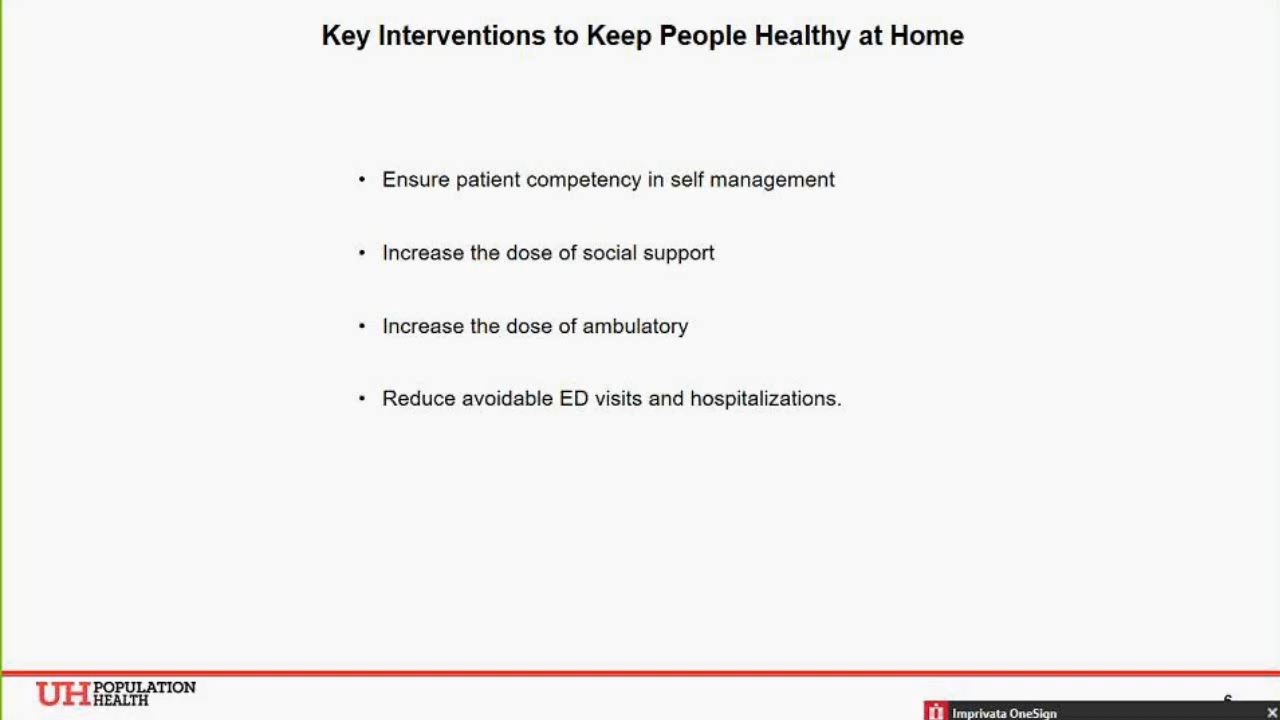 Key Interventions to Keep People Healthy at Home
• Ensure patient competency in self management
• Increase the dose of social support
• Increase the dose of ambulatory
• Reduce avoidable ED visits and hospitalizations.
UH POPULATION
HEALTH
6
Imprivata OneSign